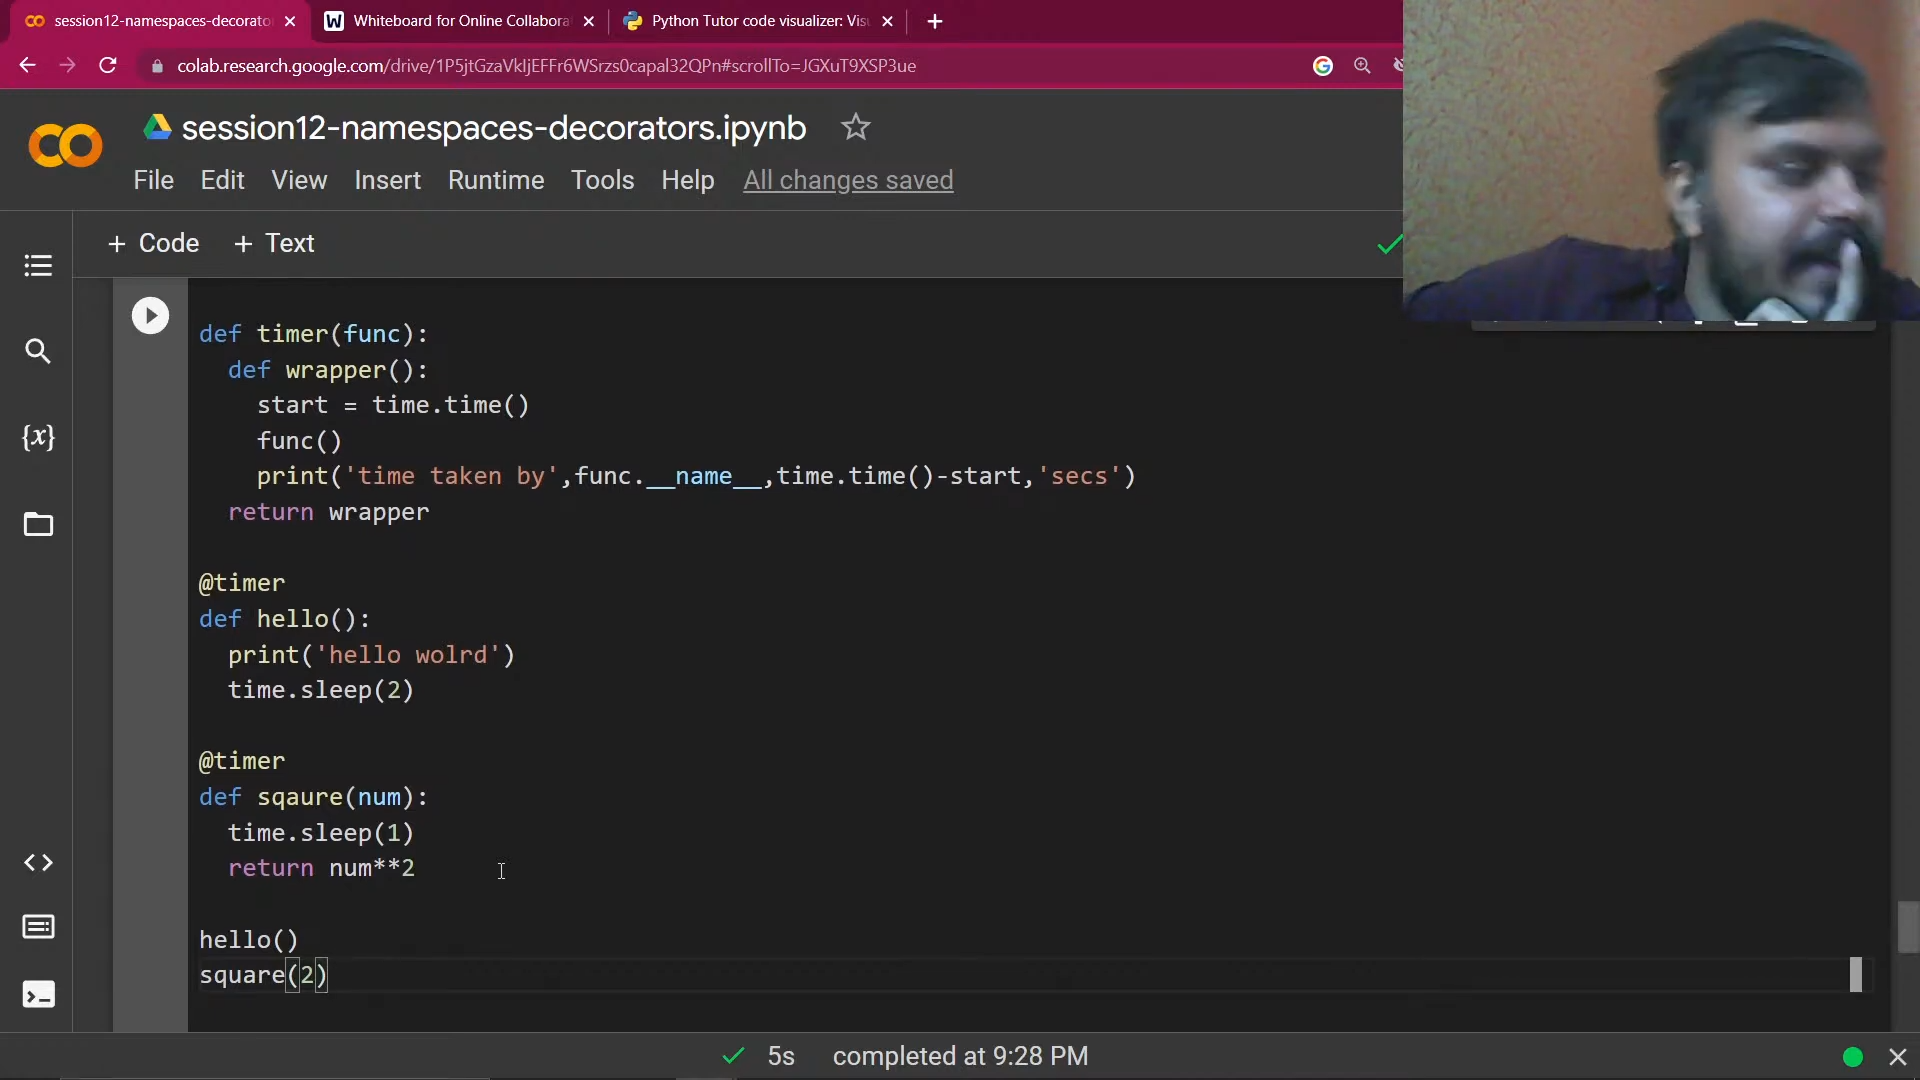 session12-namespaces-decorato
Whiteboard for Online Collabora
Python Tutor code visualizer: Vis
colab.research.google.com/drive/1P5jtGzaVkIjEFFr6WSrzs0capal32QPn#scrollTo=JGXuT9XSP3ue
session12-namespaces-decorators.ipynb
File Edit View Insert Runtime Tools Help All changes saved
+ Code + Text
def timer(func):
  def wrapper():
    start = time.time()
    func()
    print('time taken by',func.__name__,time.time()-start,'secs')
  return wrapper
@timer
def hello():
  print('hello wolrd')
  time.sleep(2)
@timer
def sqaure(num):
  time.sleep(1)
  return num**2
hello()
square(2)
5s completed at 9:28 PM